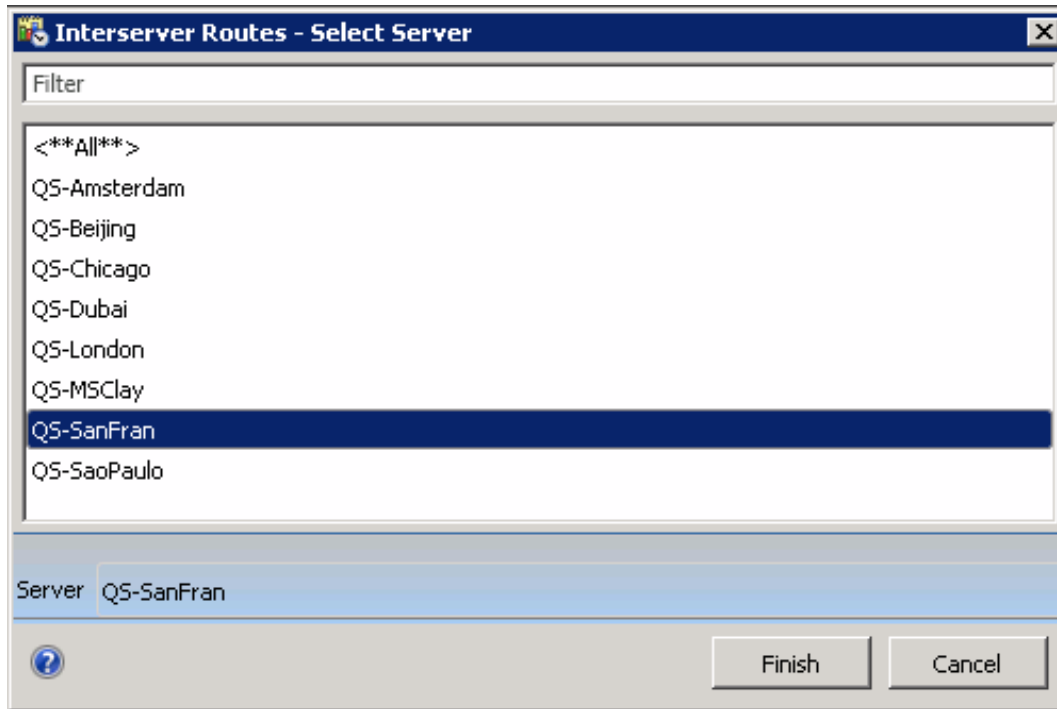 Interserver Routes - Select Server
Filter
<**All**>
QS-Amsterdam
QS-Beijing
QS-Chicago
QS-Dubai
QS-London
QS-MSClay
QS-SanFran
QS-SaoPaulo
Server QS-SanFran
? Finish Cancel